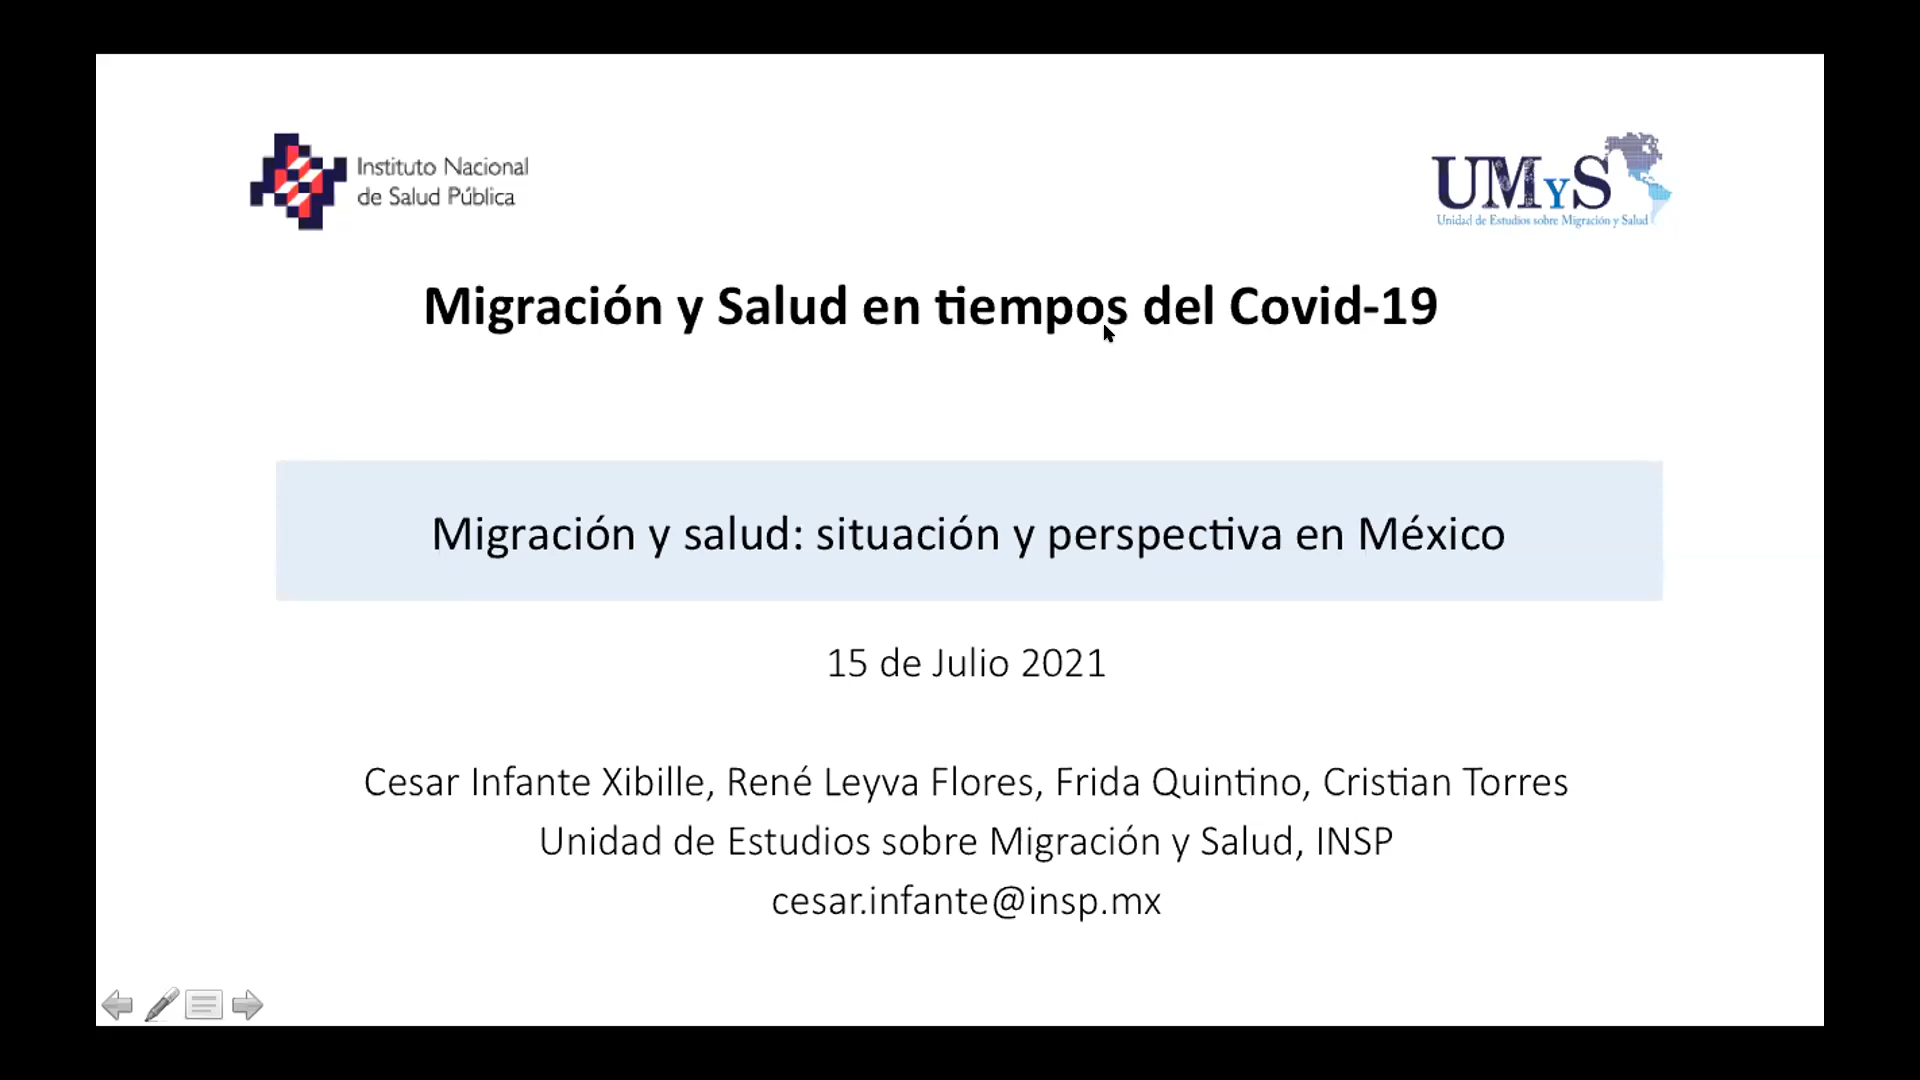 Instituto Nacional
de Salud Pública
UMyS
Unidad de Estudios sobre Migración y Salud
Migración y Salud en tiempos del Covid-19
Migración y salud: situación y perspectiva en México
15 de Julio 2021
Cesar Infante Xibille, René Leyva Flores, Frida Quintino, Cristian Torres
Unidad de Estudios sobre Migración y Salud, INSP
cesar.infante@insp.mx